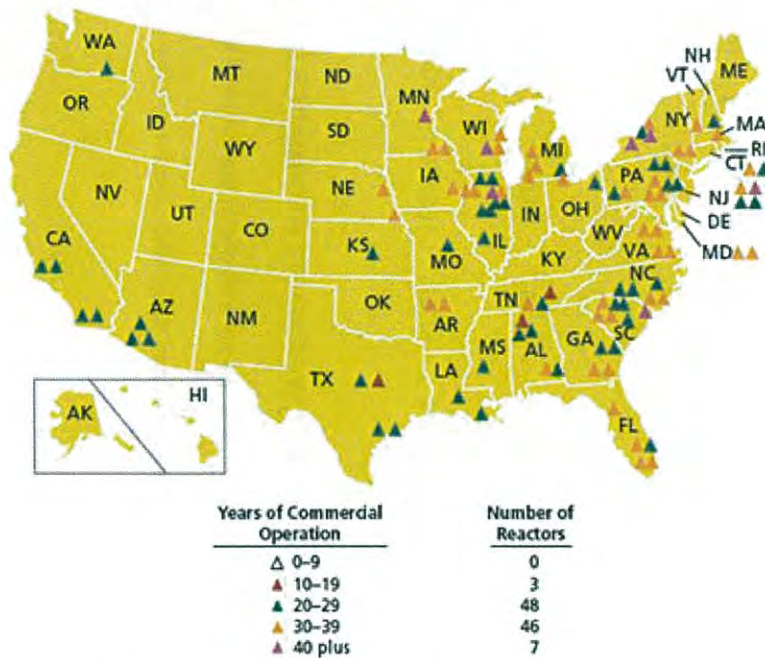 WA
MT
ND
MN
NH
VT
ME
OR
ID
SD
WI
NY
MA
WY
MI
RI
CT
IA
PA
NE
NV
NJ
OH
IN
UT
IL
DE
CA
CO
WV
KS
MO
VA
MD
KY
NC
TN
OK
AZ
NM
AR
SC
MS
AL
GA
TX
LA
HI
AK
FL
Years of Commercial Number of
Operation Reactors
0–9 0
10–19 3
20–29 48
30–39 46
40 plus 7